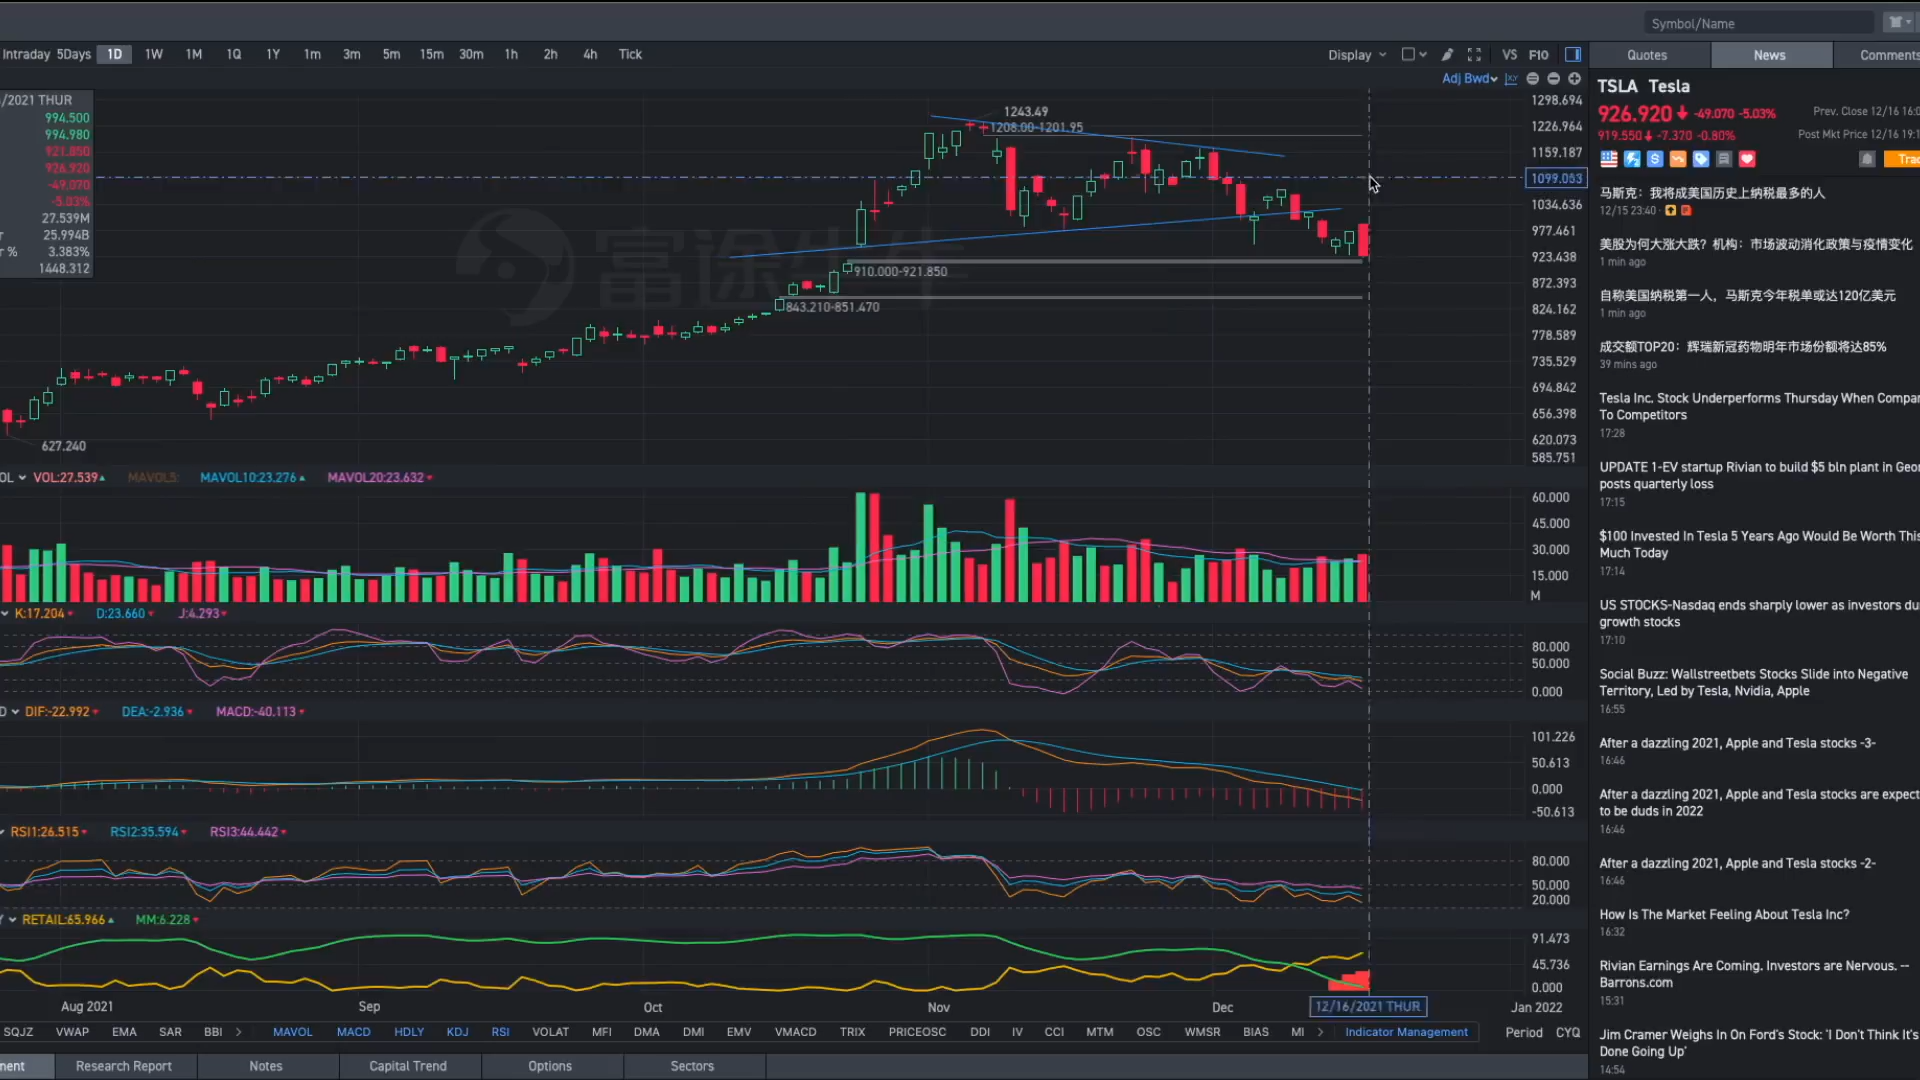 Symbol/Name
Intraday 5Days 1D 1W 1M 1Q 1Y 1m 3m 5m 15m 30m 1h 2h 4h Tick
Display VS F10
Quotes News Comments
Adj Bwd
/2021 THUR
994.500
994.980
921.850
926.920
-49.070
-5.03%
27.539M
25.994B
% 3.383%
1448.312
1243.49
1208.00-1201.95
910.000-921.850
843.210-851.470
627.240
富途牛牛
1298.694
1226.964
1159.187
1099.053
1034.636
977.461
923.438
872.393
824.162
778.589
735.529
694.842
656.398
620.073
585.751
OL VOL:27.539 MAVOL5: MAVOL10:23.276 MAVOL20:23.632
60.000
45.000
30.000
15.000
M
K:17.204 D:23.660 J:4.293
80.000
50.000
0.000
D DIF:-22.992 DEA:-2.936 MACD:-40.113
101.226
50.613
0.000
-50.613
RSI1:26.515 RSI2:35.594 RSI3:44.442
80.000
50.000
20.000
Y RETAIL:65.966 MM:6.228
91.473
45.736
0.000
Aug 2021 Sep Oct Nov Dec 12/16/2021 THUR Jan 2022
SQJZ VWAP EMA SAR BBI MAVOL MACD HDLY KDJ RSI VOLAT MFI DMA DMI EMV VMACD TRIX PRICEOSC DDI IV CCI MTM OSC WMSR BIAS MI Indicator Management Period CYQ
ment Research Report Notes Capital Trend Options Sectors
TSLA Tesla
926.920 -49.070 -5.03% Prev. Close 12/16 16:0
919.550 -7.370 -0.80% Post Mkt Price 12/16 19:1
Trad
马斯克：我将成美国历史上纳税最多的人
12/15 23:40
美股为何大涨大跌？机构：市场波动消化政策与疫情变化
1 min ago
自称美国纳税第一人，马斯克今年税单或达120亿美元
1 min ago
成交额TOP20：辉瑞新冠药物明年市场份额将达85%
39 mins ago
Tesla Inc. Stock Underperforms Thursday When Compar
To Competitors
17:28
UPDATE 1-EV startup Rivian to build $5 bln plant in Geor
posts quarterly loss
17:15
$100 Invested In Tesla 5 Years Ago Would Be Worth This
Much Today
17:14
US STOCKS-Nasdaq ends sharply lower as investors du
growth stocks
17:10
Social Buzz: Wallstreetbets Stocks Slide into Negative
Territory, Led by Tesla, Nvidia, Apple
16:55
After a dazzling 2021, Apple and Tesla stocks -3-
16:46
After a dazzling 2021, Apple and Tesla stocks are expect
to be duds in 2022
16:46
After a dazzling 2021, Apple and Tesla stocks -2-
16:46
How Is The Market Feeling About Tesla Inc?
16:32
Rivian Earnings Are Coming. Investors are Nervous. --
Barrons.com
15:31
Jim Cramer Weighs In On Ford's Stock: 'I Don't Think It's
Done Going Up'
14:54